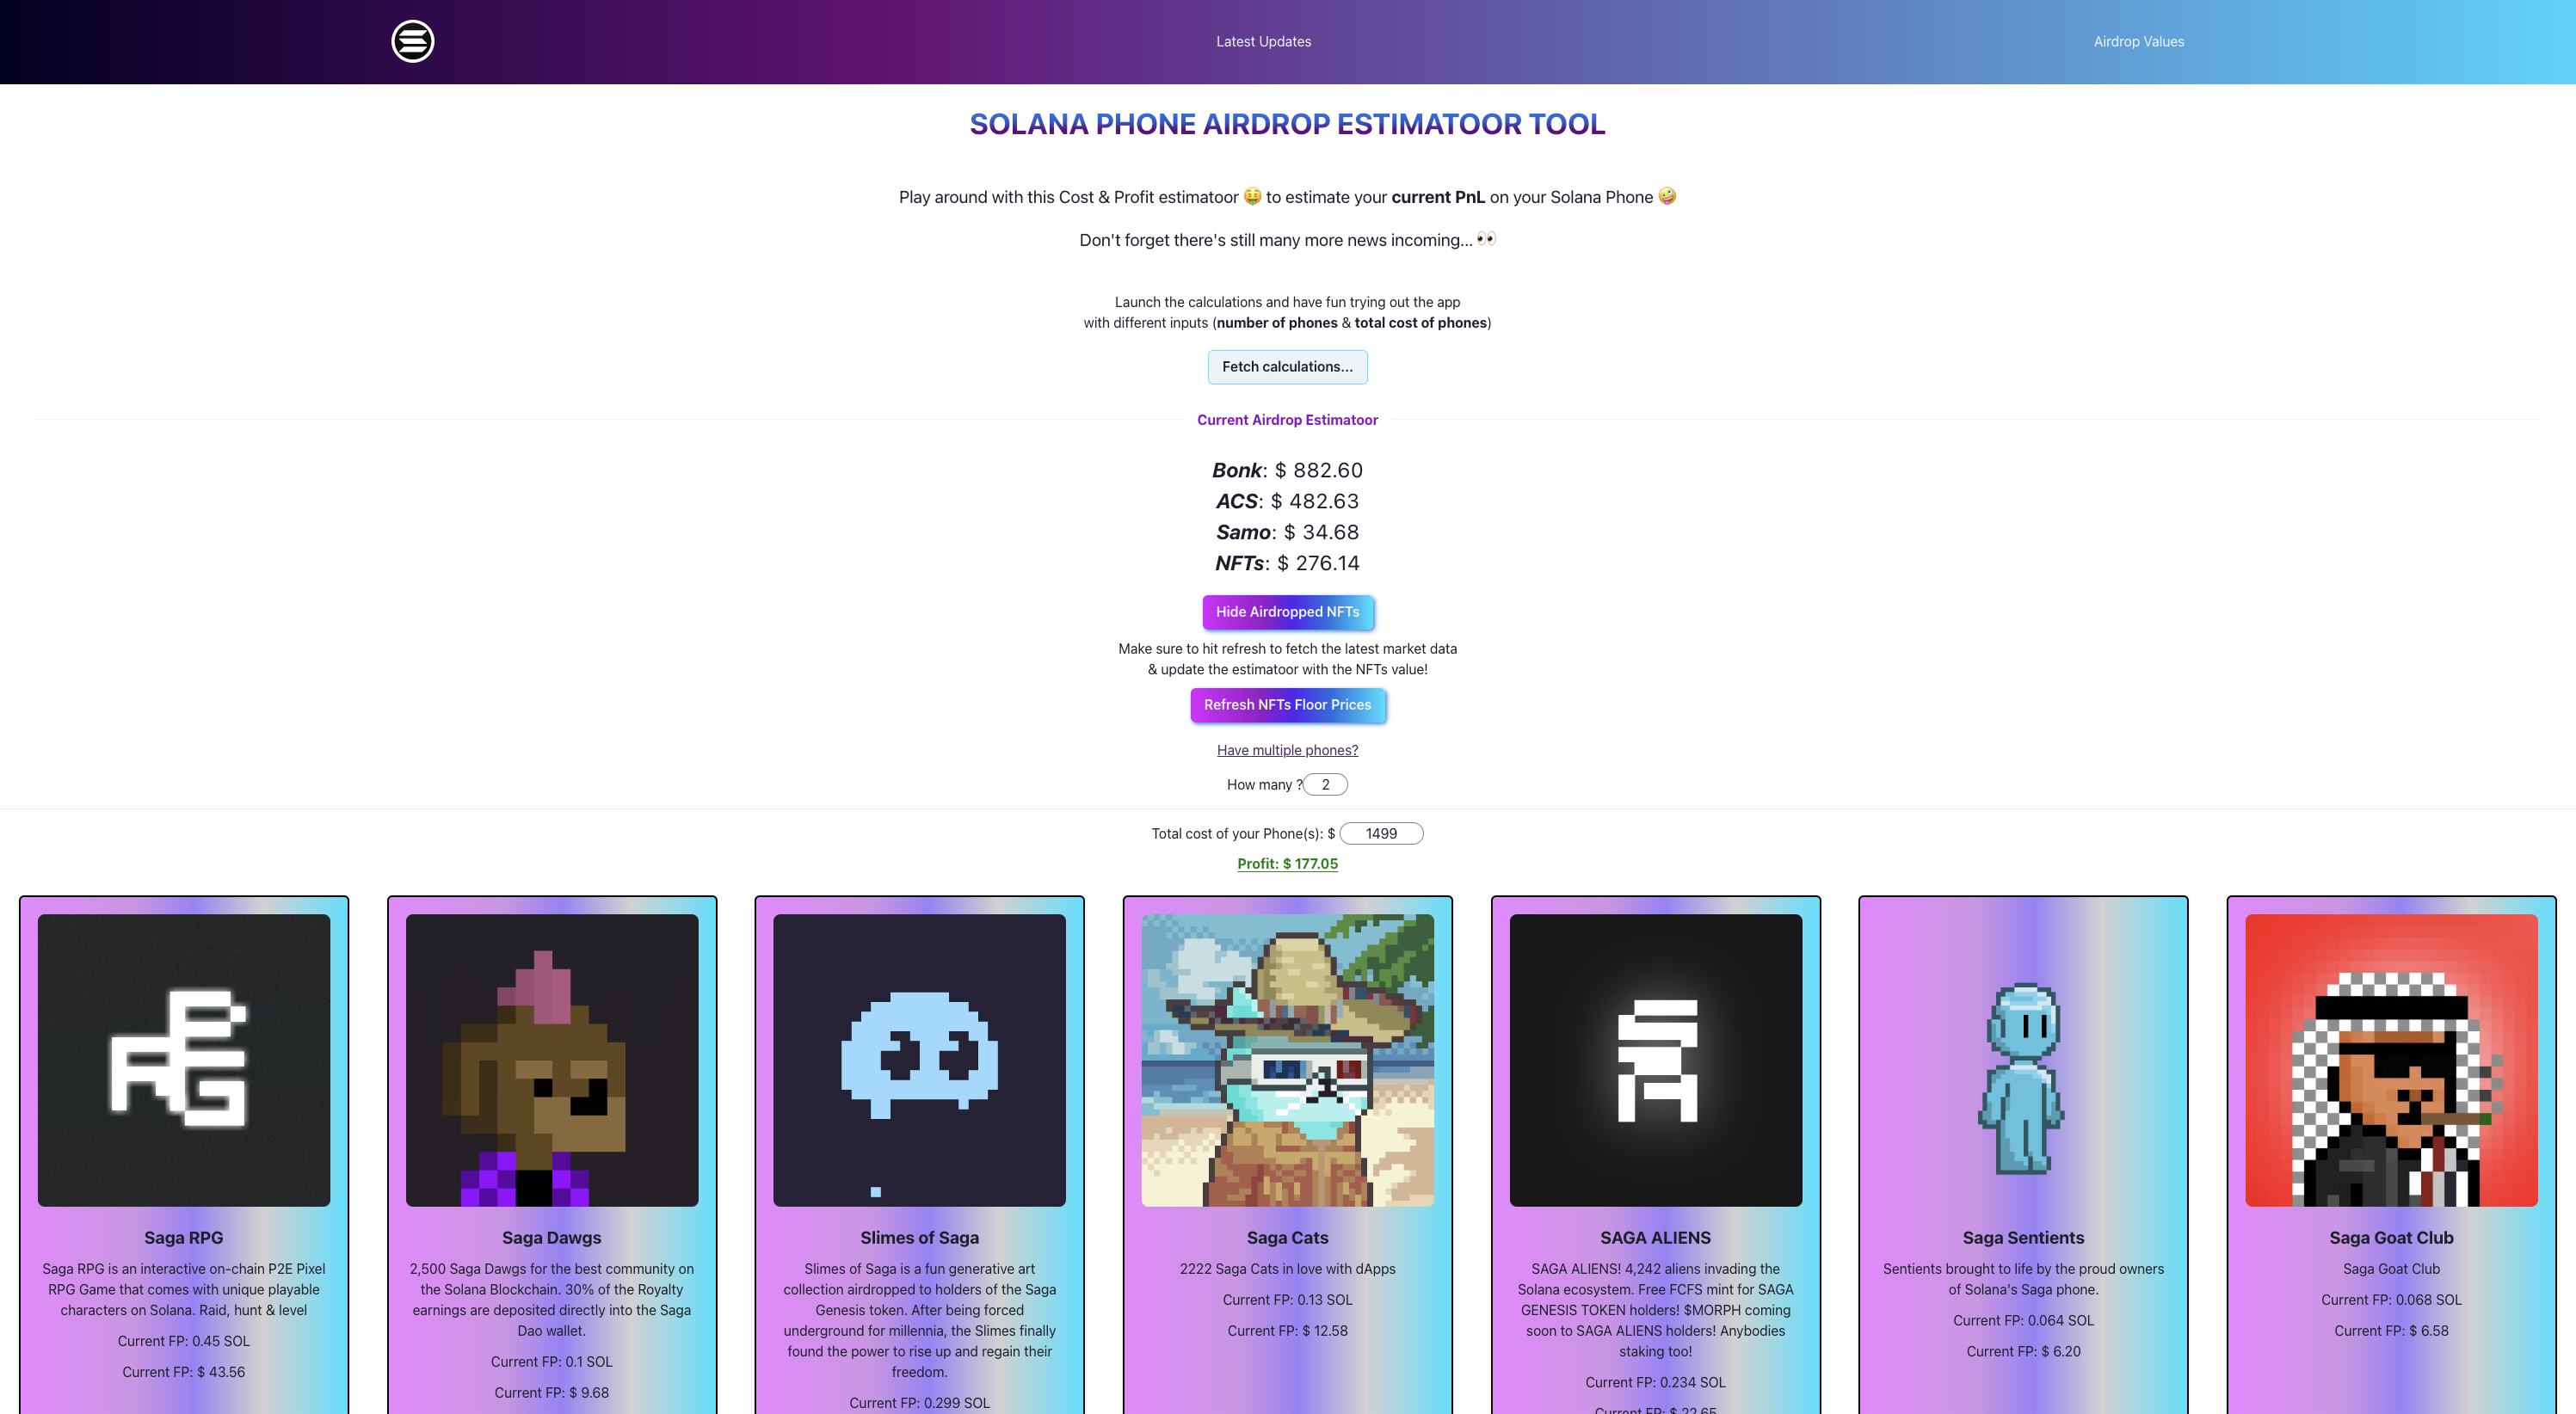 Latest Updates
Airdrop Values
SOLANA PHONE AIRDROP ESTIMATOOR TOOL
Play around with this Cost & Profit estimatoor 🤑 to estimate your current PnL on your Solana Phone 🤪
Don't forget there's still many more news incoming... 👀
Launch the calculations and have fun trying out the app
with different inputs (number of phones & total cost of phones)
Fetch calculations...
Current Airdrop Estimatoor
Bonk: $ 882.60
ACS: $ 482.63
Samo: $ 34.68
NFTs: $ 276.14
Hide Airdropped NFTs
Make sure to hit refresh to fetch the latest market data
& update the estimatoor with the NFTs value!
Refresh NFTs Floor Prices
Have multiple phones?
How many ? 2
Total cost of your Phone(s): $ 1499
Profit: $ 177.05
RPG
Saga RPG
Saga RPG is an interactive on-chain P2E Pixel
RPG Game that comes with unique playable
characters on Solana. Raid, hunt & level
Current FP: 0.45 SOL
Current FP: $ 43.56
Saga Dawgs
2,500 Saga Dawgs for the best community on
the Solana Blockchain. 30% of the Royalty
earnings are deposited directly into the Saga
Dao wallet.
Current FP: 0.1 SOL
Current FP: $ 9.68
Slimes of Saga
Slimes of Saga is a fun generative art
collection airdropped to holders of the Saga
Genesis token. After being forced
underground for millennia, the Slimes finally
found the power to rise up and regain their
freedom.
Current FP: 0.299 SOL
Saga Cats
2222 Saga Cats in love with dApps
Current FP: 0.13 SOL
Current FP: $ 12.58
SA
SAGA ALIENS
SAGA ALIENS! 4,242 aliens invading the
Solana ecosystem. Free FCFS mint for SAGA
GENESIS TOKEN holders! $MORPH coming
soon to SAGA ALIENS holders! Anybodies
staking too!
Current FP: 0.234 SOL
Current FP: $ 22.65
Saga Sentients
Sentients brought to life by the proud owners
of Solana's Saga phone.
Current FP: 0.064 SOL
Current FP: $ 6.20
Saga Goat Club
Saga Goat Club
Current FP: 0.068 SOL
Current FP: $ 6.58